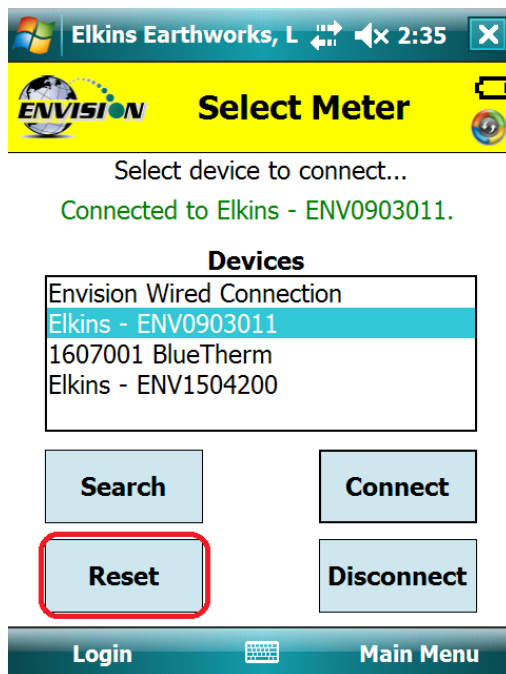 Elkins Earthworks, L 2:35
ENVISION
Select Meter
Select device to connect...
Connected to Elkins - ENV0903011.
Devices
Envision Wired Connection
Elkins - ENV0903011
1607001 BlueTherm
Elkins - ENV1504200
Search Connect
Reset Disconnect
Login Main Menu